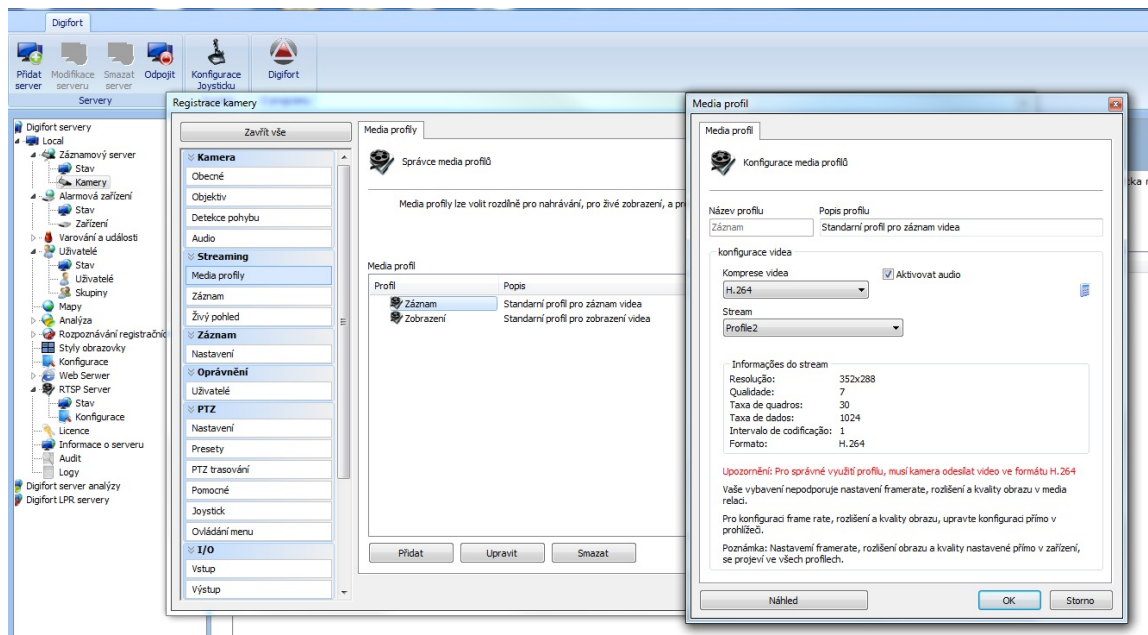 Digifort
Přidat server
Modifikace serveru
Smazat server
Odpojit
Konfigurace Joysticku
Digifort
Servery
Digifort servery
Local
Záznamový server
Stav
Kamery
Alarmová zařízení
Stav
Zařízení
Varování a události
Uživatelé
Stav
Uživatelé
Skupiny
Mapy
Analýza
Rozpoznávání registračníc
Styly obrazovky
Konfigurace
Web Serwer
RTSP Server
Stav
Konfigurace
Licence
Informace o serveru
Audit
Logy
Digifort server analýzy
Digifort LPR servery
Registrace kamery
Zavřít vše
Kamera
Obecné
Objektiv
Detekce pohybu
Audio
Streaming
Media profily
Záznam
Živý pohled
Záznam
Nastavení
Oprávnění
Uživatelé
PTZ
Nastavení
Presety
PTZ trasování
Pomocné
Joystick
Ovládání menu
I/O
Vstup
Výstup
Media profily
Správce media profilů
Media profily lze volit rozdílně pro nahrávání, pro živé zobrazení, a pr
Media profil
Profil Popis
Záznam Standarní profil pro záznam videa
Zobrazení Standarní profil pro zobrazení videa
Přidat Upravit Smazat
Media profil
Media profil
Konfigurace media profilů
Název profilu Popis profilu
Záznam Standarní profil pro záznam videa
konfigurace videa
Komprese videa Aktivovat audio
H.264
Stream
Profile2
Informações do stream
Resolução: 352x288
Qualidade: 7
Taxa de quadros: 30
Taxa de dados: 1024
Intervalo de codificação: 1
Formato: H.264
Upozornění: Pro správné využití profilu, musí kamera odesílat video ve formátu H.264
Vaše vybavení nepodporuje nastavení framerate, rozlišení a kvality obrazu v media
relaci.
Pro konfiguraci frame rate, rozlišení a kvality obrazu, upravte konfiguraci přímo v
prohlížeči.
Poznámka: Nastavemí framerate, rozlišení obrazu a kvality nastavené přímo v zařízení,
se projeví ve všech profilech.
Náhled OK Storno